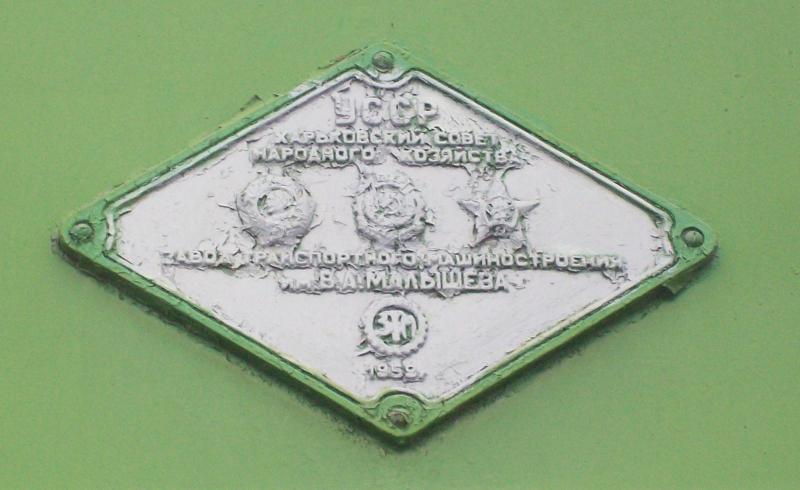 УССР
ХАРЬКОВСКИЙ СОВЕТ
НАРОДНОГО ХОЗЯЙСТВА
ЗАВОД ТРАНСПОРТНОГО МАШИНОСТРОЕНИЯ
ИМ. В.А. МАЛЫШЕВА
1959